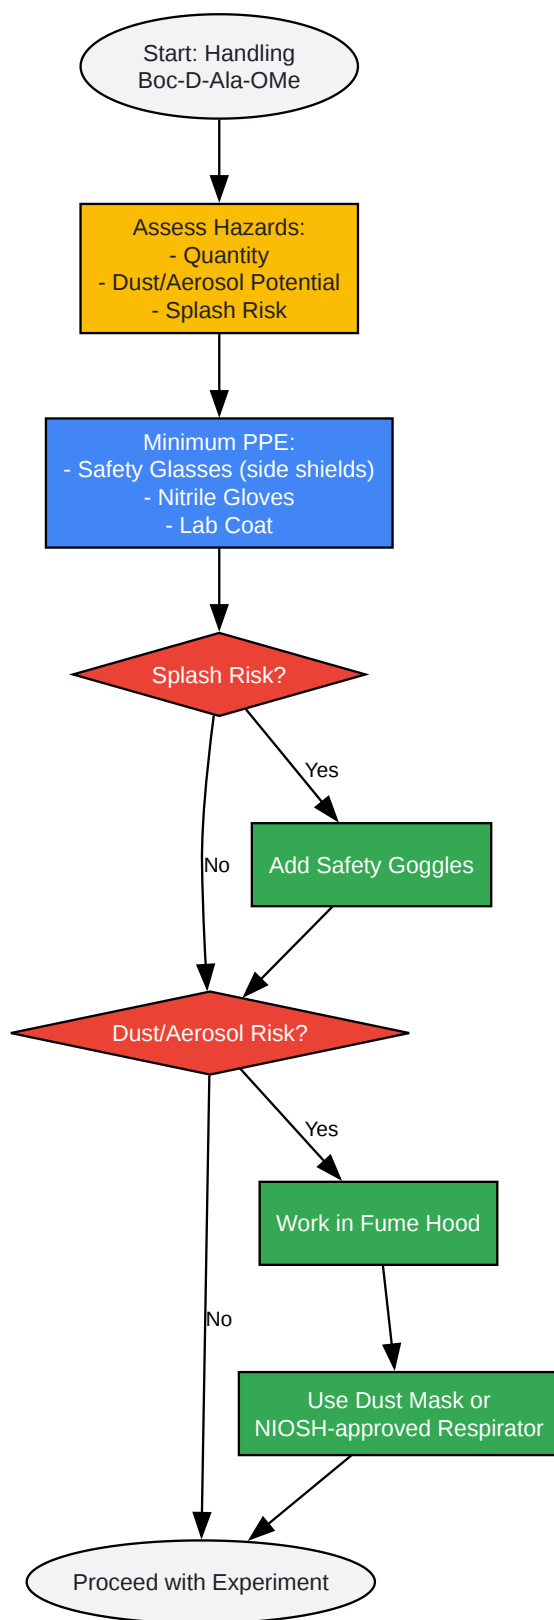 Start: Handling
Boc-D-Ala-OMe
Assess Hazards:
- Quantity
- Dust/Aerosol Potential
- Splash Risk
Minimum PPE:
- Safety Glasses (side shields)
- Nitrile Gloves
- Lab Coat
Splash Risk?
Yes
No
Add Safety Goggles
Dust/Aerosol Risk?
Yes
Work in Fume Hood
No
Use Dust Mask or
NIOSH-approved Respirator
Proceed with Experiment